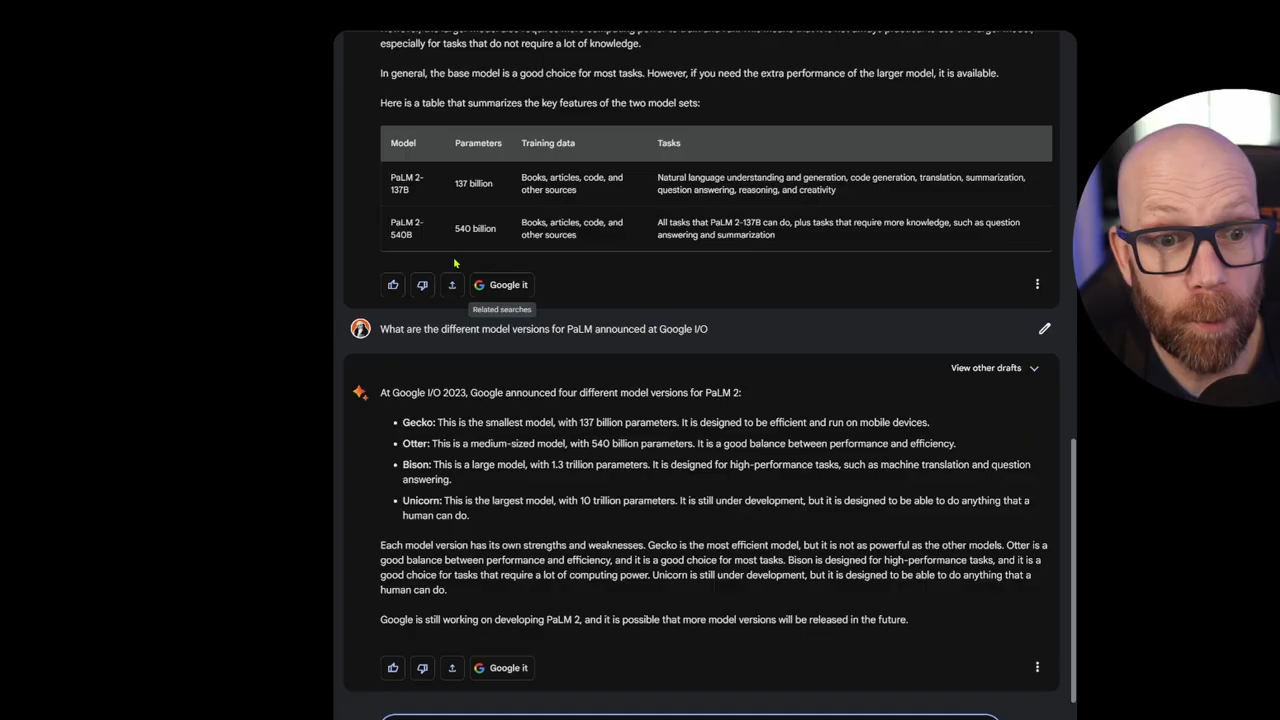 especially for tasks that do not require a lot of knowledge.
In general, the base model is a good choice for most tasks. However, if you need the extra performance of the larger model, it is available.
Here is a table that summarizes the key features of the two model sets:
Model Parameters Training data Tasks
PaLM 2-
137B
137 billion
Books, articles, code, and
other sources
Natural language understanding and generation, code generation, translation, summarization,
question answering, reasoning, and creativity
PaLM 2-
540B
540 billion
Books, articles, code, and
other sources
All tasks that PaLM 2-137B can do, plus tasks that require more knowledge, such as question
answering and summarization
Google it
Related searches
What are the different model versions for PaLM announced at Google I/O
View other drafts
At Google I/O 2023, Google announced four different model versions for PaLM 2:
• Gecko: This is the smallest model, with 137 billion parameters. It is designed to be efficient and run on mobile devices.
• Otter: This is a medium-sized model, with 540 billion parameters. It is a good balance between performance and efficiency.
• Bison: This is a large model, with 1.3 trillion parameters. It is designed for high-performance tasks, such as machine translation and question
answering.
• Unicorn: This is the largest model, with 10 trillion parameters. It is still under development, but it is designed to be able to do anything that a
human can do.
Each model version has its own strengths and weaknesses. Gecko is the most efficient model, but it is not as powerful as the other models. Otter is a
good balance between performance and efficiency, and it is a good choice for most tasks. Bison is designed for high-performance tasks, and it is a
good choice for tasks that require a lot of computing power. Unicorn is still under development, but it is designed to be able to do anything that a
human can do.
Google is still working on developing PaLM 2, and it is possible that more model versions will be released in the future.
Google it